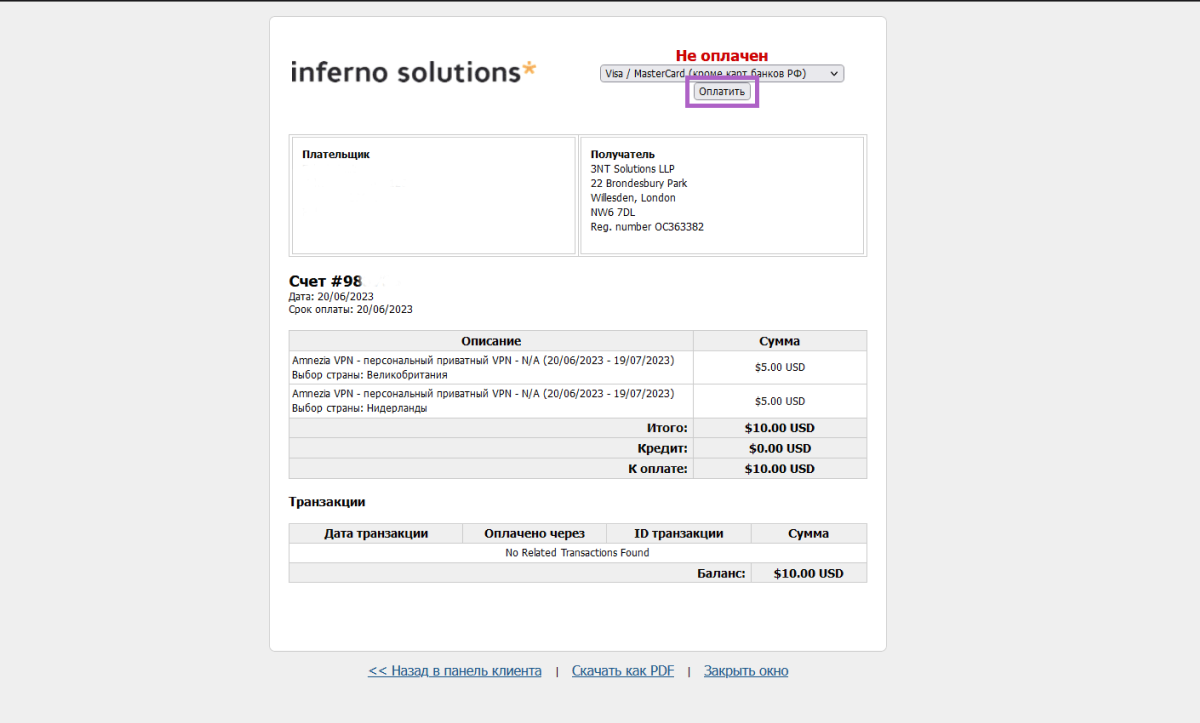 inferno solutions*
Не оплачен
Visa / MasterCard (кроме карт банков РФ)
Оплатить
Плательщик
Получатель
3NT Solutions LLP
22 Brondesbury Park
Willesden, London
NW6 7DL
Reg. number OC363382
Счет #98
Дата: 20/06/2023
Срок оплаты: 20/06/2023
Описание Сумма
Amnezia VPN - персональный приватный VPN - N/A (20/06/2023 - 19/07/2023)
Выбор страны: Великобритания
$5.00 USD
Amnezia VPN - персональный приватный VPN - N/A (20/06/2023 - 19/07/2023)
Выбор страны: Нидерланды
$5.00 USD
Итого: $10.00 USD
Кредит: $0.00 USD
К оплате: $10.00 USD
Транзакции
Дата транзакции Оплачено через ID транзакции Сумма
No Related Transactions Found
Баланс: $10.00 USD
<< Назад в панель клиента | Скачать как PDF | Закрыть окно